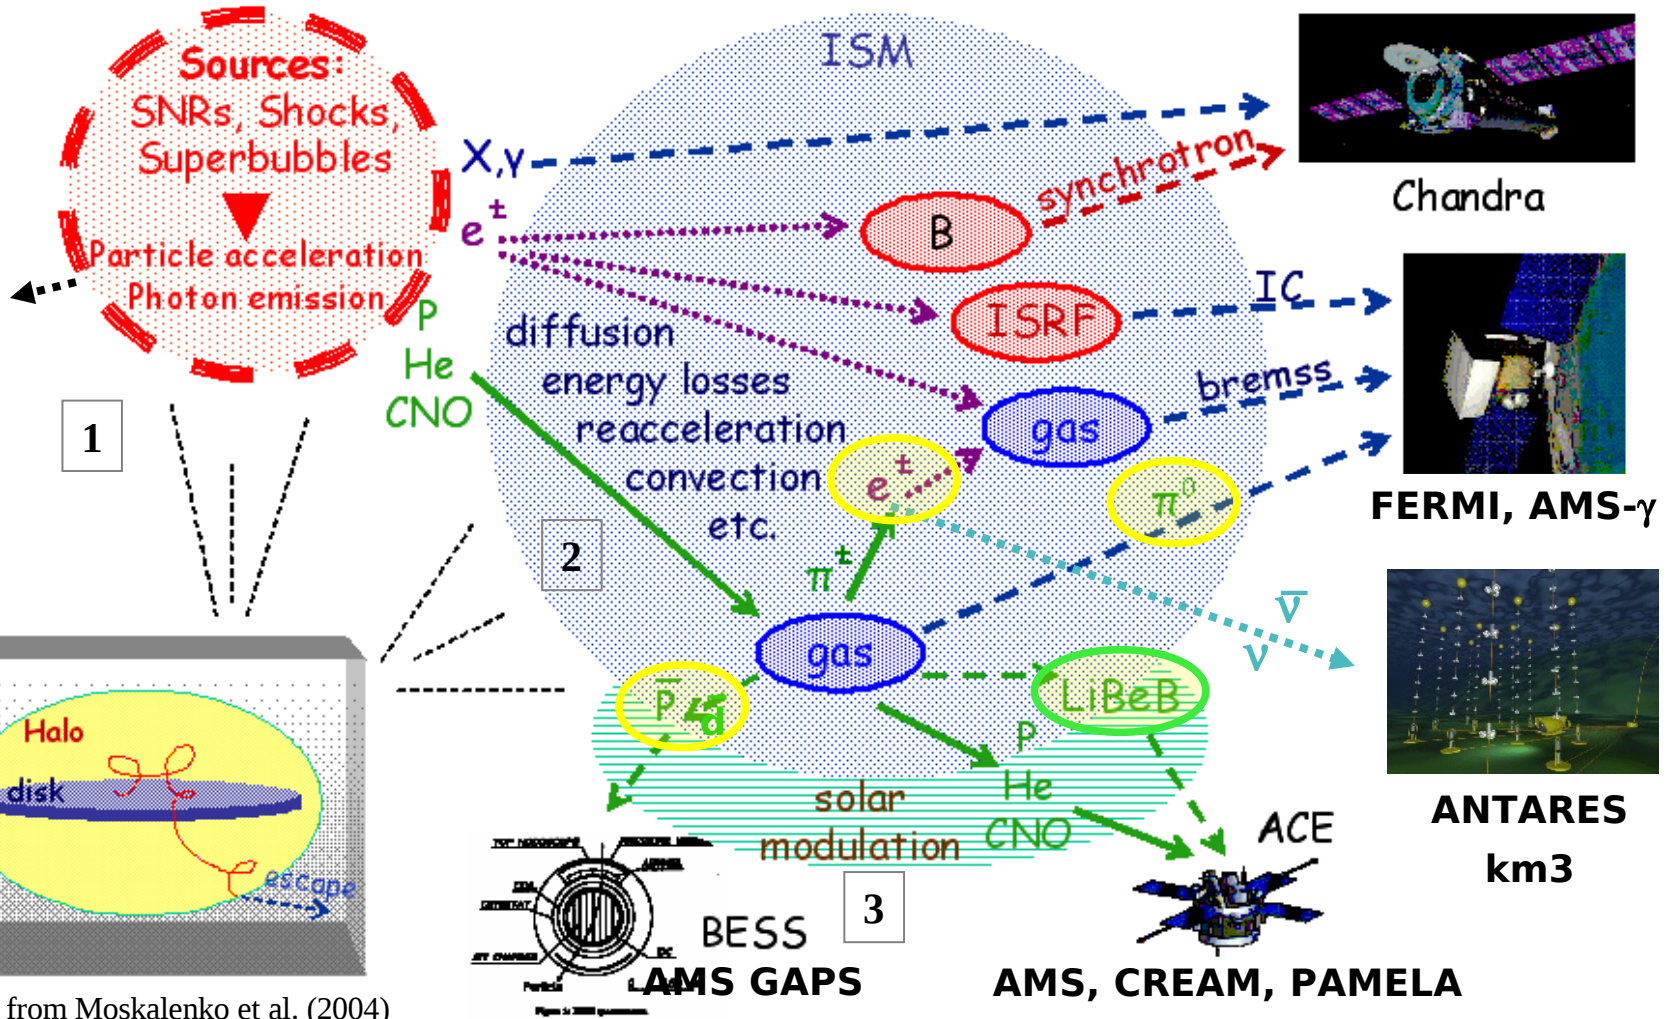 Sources:
SNRs, Shocks,
Superbubbles
Particle acceleration
Photon emission
ISM
X,γ
e±
P
He
CNO
B
synchrotron
Chandra
ISRF
IC
diffusion
energy losses
reacceleration
convection
etc.
gas
bremss
e±
π0
FERMI, AMS-γ
1
2
π±
gas
ν̅
ν
P̅
d̅
LiBeB
P
He
CNO
solar
modulation
ANTARES
km3
Halo
disk
escape
ACE
3
BESS
AMS GAPS
Particle
AMS, CREAM, PAMELA
from Moskalenko et al. (2004)